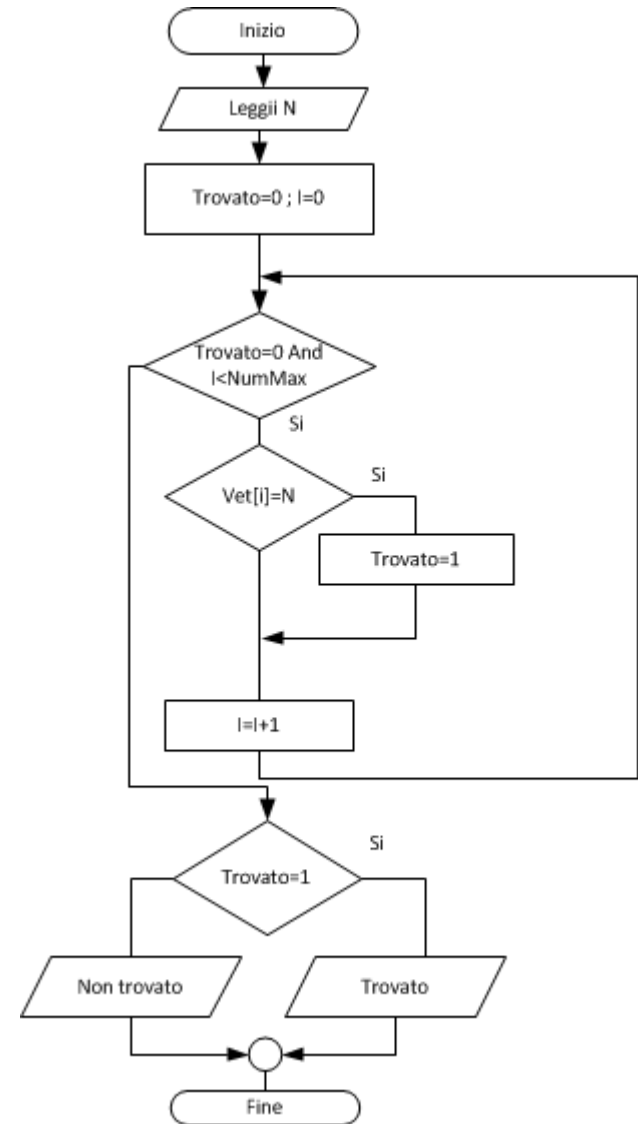 Inizio
Leggii N
Trovato=0 ; I=0
Trovato=0 And
I<NumMax
Si
Vet[i]=N
Si
Trovato=1
I=I+1
Trovato=1
Si
Non trovato
Trovato
Fine